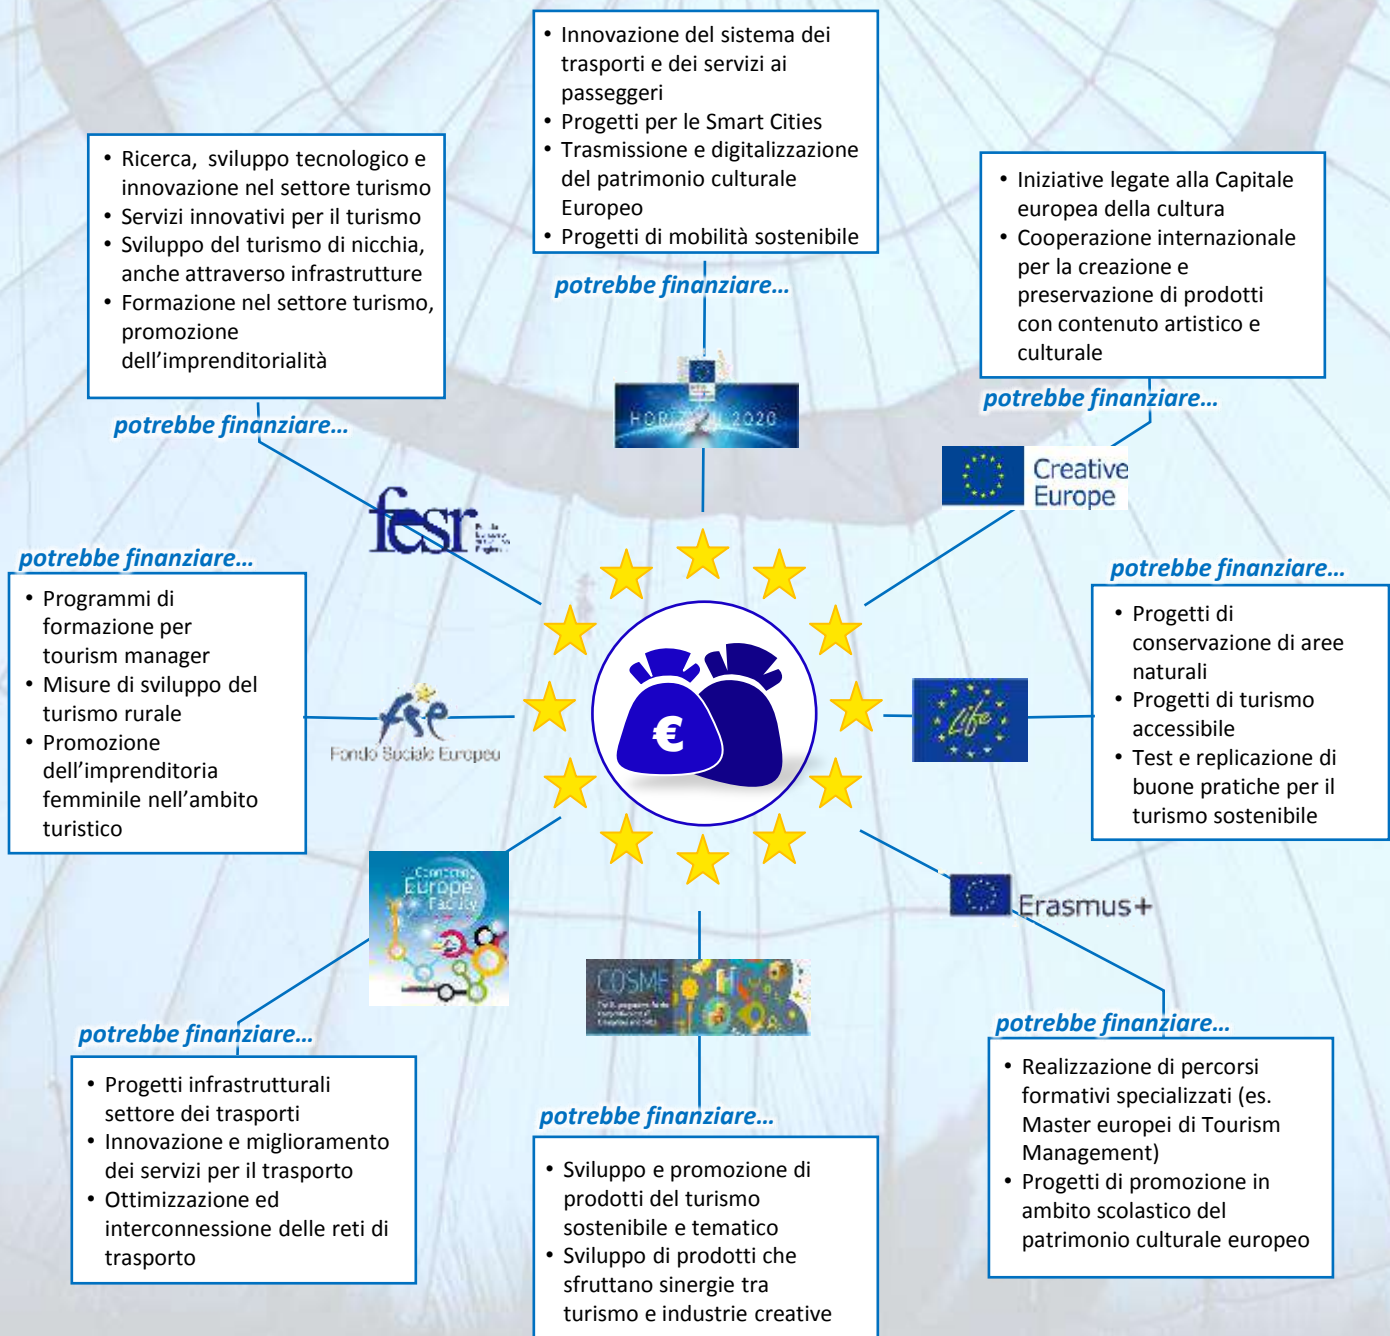 • Innovazione del sistema dei
trasporti e dei servizi ai
passeggeri
• Progetti per le Smart Cities
• Trasmissione e digitalizzazione
del patrimonio culturale
Europeo
• Progetti di mobilità sostenibile
potrebbe finanziare…
HORIZON 2020
• Ricerca, sviluppo tecnologico e
innovazione nel settore turismo
• Servizi innovativi per il turismo
• Sviluppo del turismo di nicchia,
anche attraverso infrastrutture
• Formazione nel settore turismo,
promozione
dell’imprenditorialità
potrebbe finanziare…
fesr
• Iniziative legate alla Capitale
europea della cultura
• Cooperazione internazionale
per la creazione e
preservazione di prodotti
con contenuto artistico e
culturale
potrebbe finanziare…
Creative
Europe
potrebbe finanziare…
• Programmi di
formazione per
tourism manager
• Misure di sviluppo del
turismo rurale
• Promozione
dell’imprenditoria
femminile nell’ambito
turistico
fse
Fondo Sociale Europeo
€
potrebbe finanziare…
• Progetti di
conservazione di aree
naturali
• Progetti di turismo
accessibile
• Test e replicazione di
buone pratiche per il
turismo sostenibile
Life
Connecting
Europe
Facility
potrebbe finanziare…
• Progetti infrastrutturali
settore dei trasporti
• Innovazione e miglioramento
dei servizi per il trasporto
• Ottimizzazione ed
interconnessione delle reti di
trasporto
COSME
potrebbe finanziare…
• Sviluppo e promozione di
prodotti del turismo
sostenibile e tematico
• Sviluppo di prodotti che
sfruttano sinergie tra
turismo e industrie creative
Erasmus+
potrebbe finanziare…
• Realizzazione di percorsi
formativi specializzati (es.
Master europei di Tourism
Management)
• Progetti di promozione in
ambito scolastico del
patrimonio culturale europeo